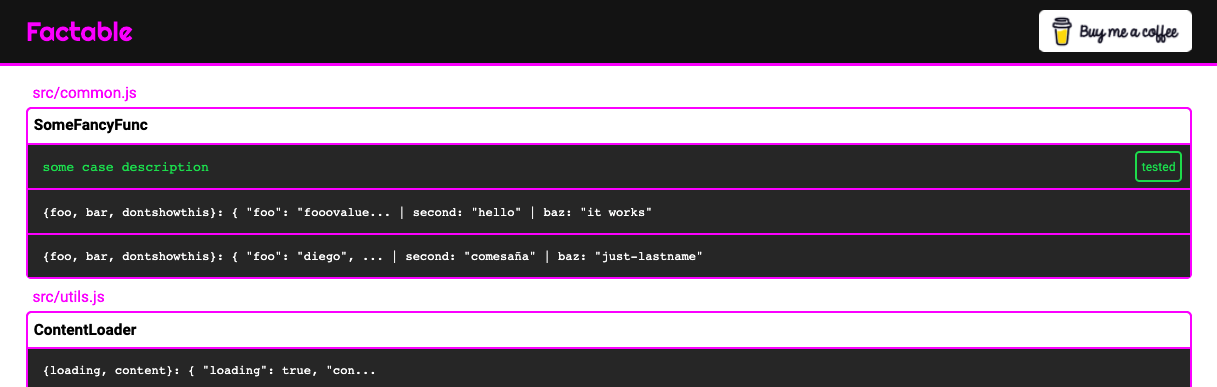 Factable
Buy me a coffee
src/common.js
SomeFancyFunc
some case description
tested
{foo, bar, dontshowthis}: { "foo": "fooovalue... | second: "hello" | baz: "it works"
{foo, bar, dontshowthis}: { "foo": "diego", ... | second: "comesaña" | baz: "just-lastname"
src/utils.js
ContentLoader
{loading, content}: { "loading": true, "con...